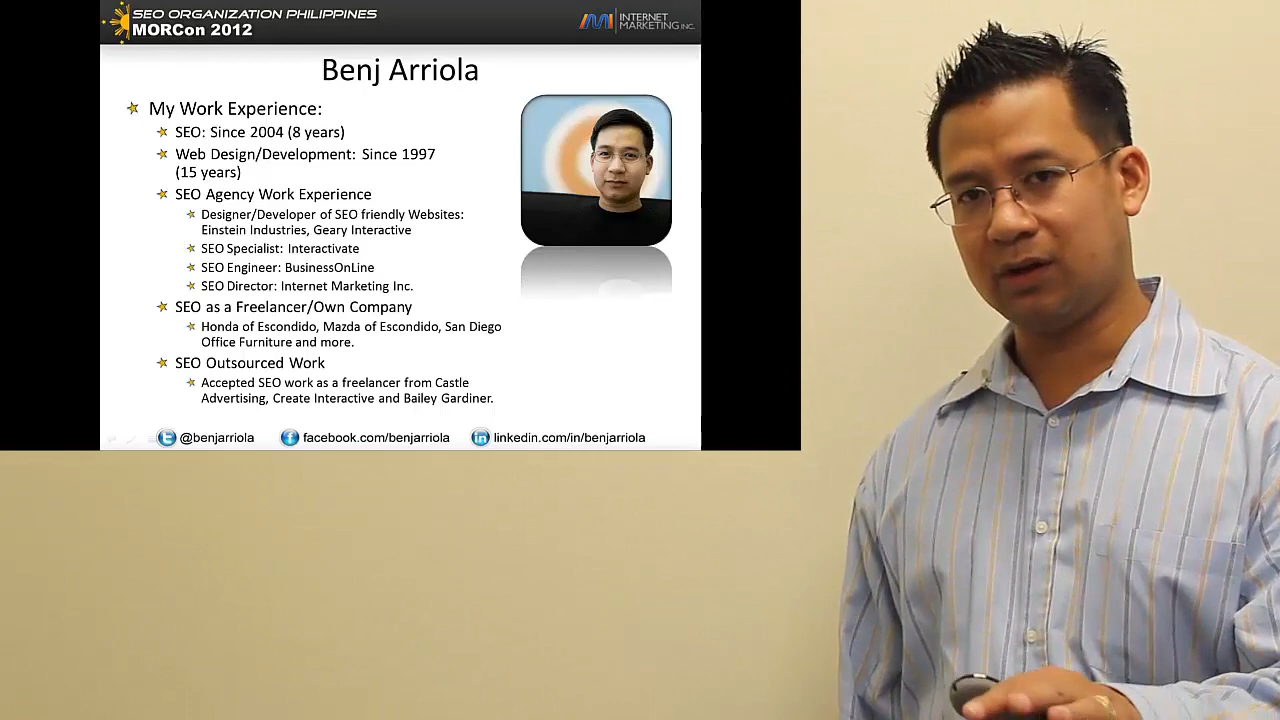 SEO ORGANIZATION PHILIPPINES
MORCon 2012
INTERNET
MARKETING INC.
Benj Arriola
My Work Experience:
SEO: Since 2004 (8 years)
Web Design/Development: Since 1997
(15 years)
SEO Agency Work Experience
Designer/Developer of SEO friendly Websites:
Einstein Industries, Geary Interactive
SEO Specialist: Interactivate
SEO Engineer: BusinessOnLine
SEO Director: Internet Marketing Inc.
SEO as a Freelancer/Own Company
Honda of Escondido, Mazda of Escondido, San Diego
Office Furniture and more.
SEO Outsourced Work
Accepted SEO work as a freelancer from Castle
Advertising, Create Interactive and Bailey Gardiner.
@benjarriola facebook.com/benjarriola linkedin.com/in/benjarriola